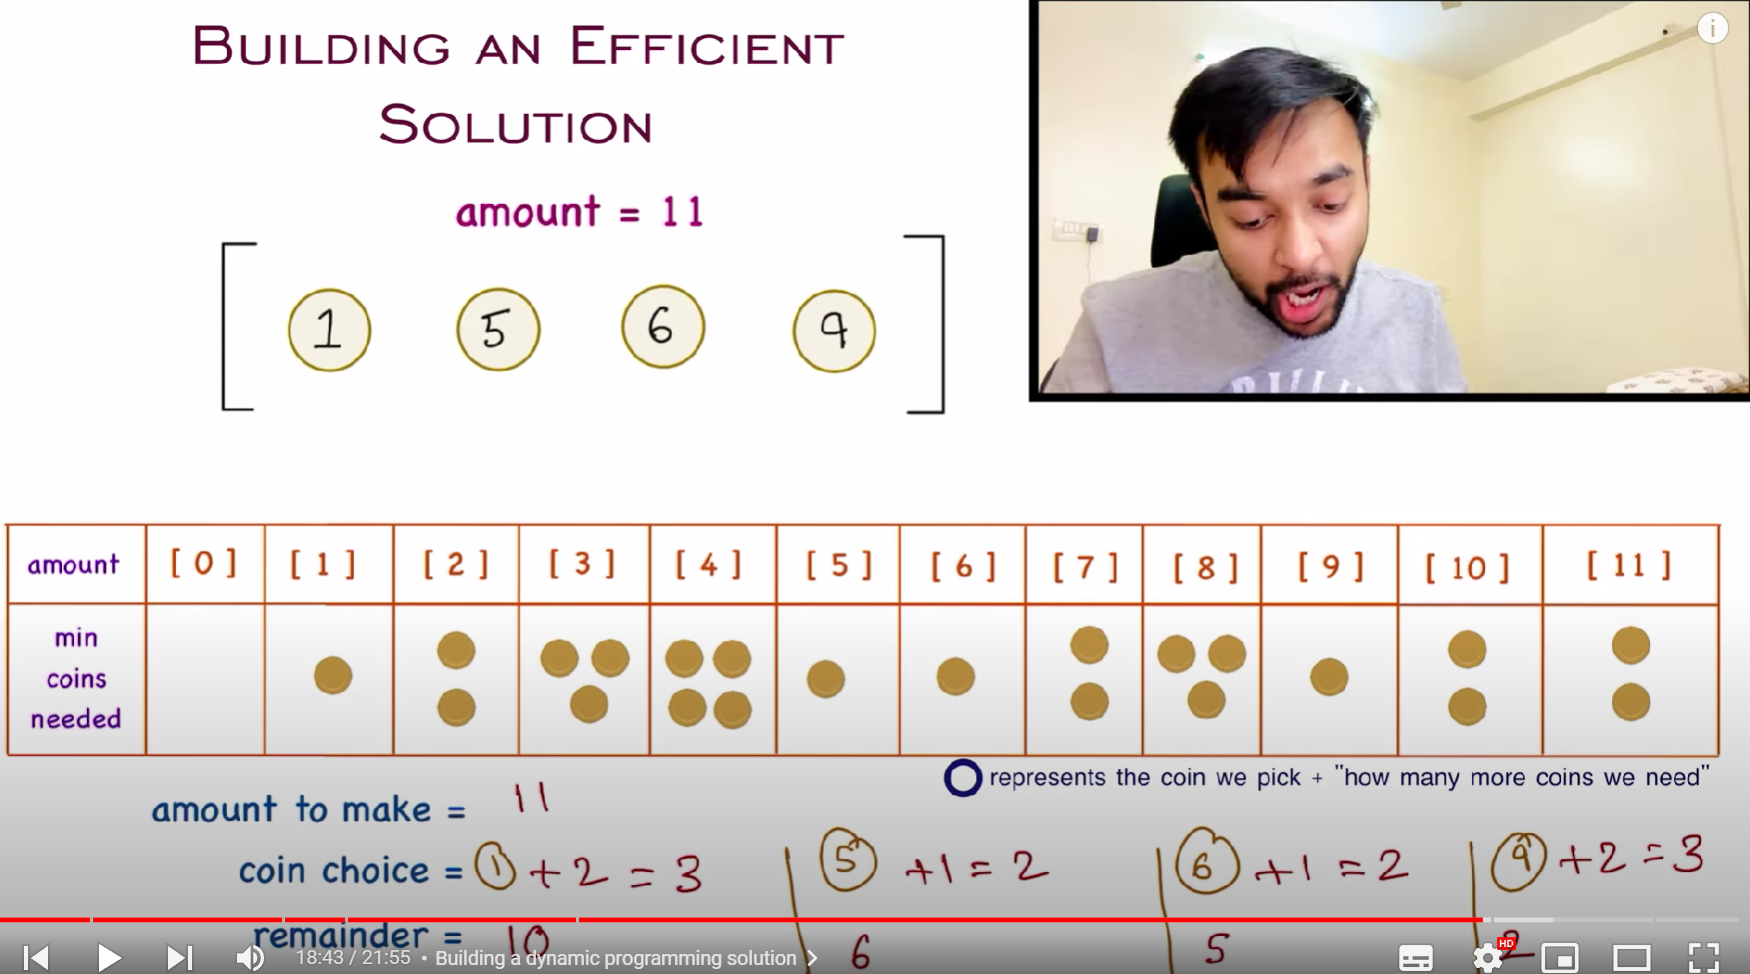 BUILDING AN EFFICIENT
SOLUTION
amount = 11
1 5 6 9
amount [ 0 ] [ 1 ] [ 2 ] [ 3 ] [ 4 ] [ 5 ] [ 6 ] [ 7 ] [ 8 ] [ 9 ] [ 10 ] [ 11 ]
min
coins
needed
represents the coin we pick + "how many more coins we need"
amount to make = 11
coin choice = 1 + 2 = 3 | 5 +1 = 2 | 6 +1 = 2 | 9 +2 = 3
remainder = 10 6 5 2
18:43 / 21:55 • Building a dynamic programming solution
HD